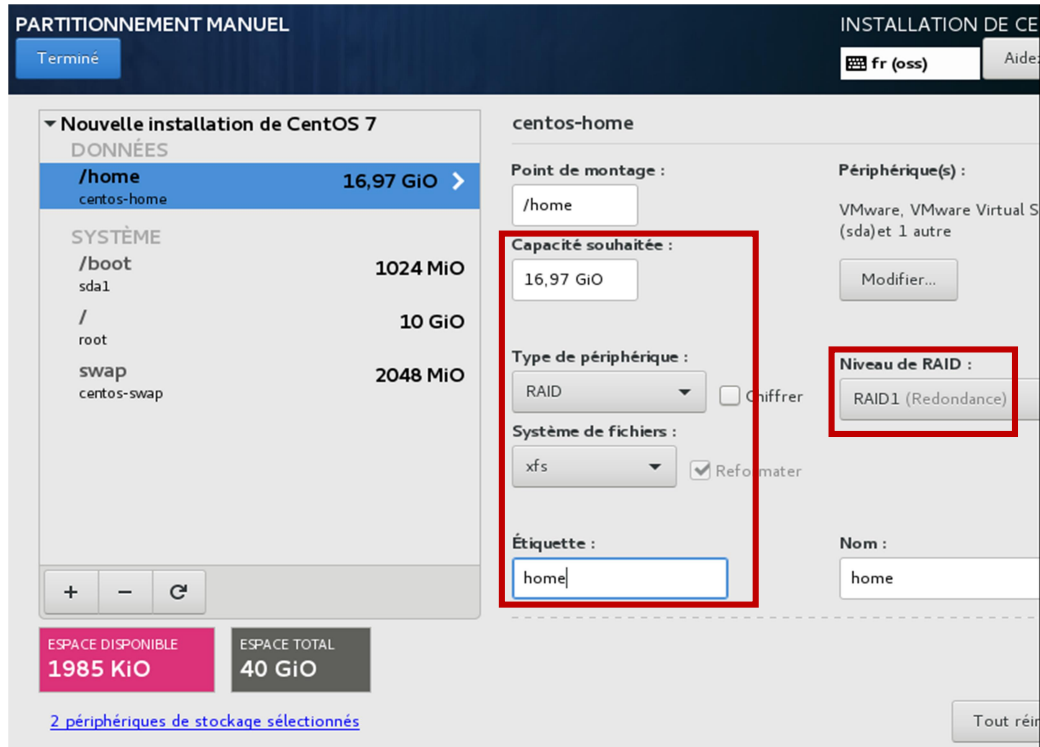 PARTITIONNEMENT MANUEL
Terminé
INSTALLATION DE CE
fr (oss)
Aidez
Nouvelle installation de CentOS 7
DONNÉES
/home
16,97 GiO
centos-home
SYSTÈME
/boot
1024 MiO
sda1
/
10 GiO
root
swap
2048 MiO
centos-swap
+ −
ESPACE DISPONIBLE
1985 KiO
ESPACE TOTAL
40 GiO
2 périphériques de stockage sélectionnés
centos-home
Point de montage :
/home
Capacité souhaitée :
16,97 GiO
Type de périphérique :
RAID
Chiffrer
Système de fichiers :
xfs
Reformater
Étiquette :
home
Périphérique(s) :
VMware, VMware Virtual S
(sda)et 1 autre
Modifier...
Niveau de RAID :
RAID1 (Redondance)
Nom :
home
Tout réin